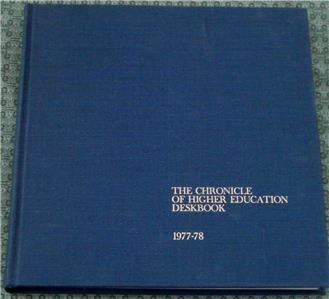 THE CHRONICLE
OF HIGHER EDUCATION
DESKBOOK
1977-78